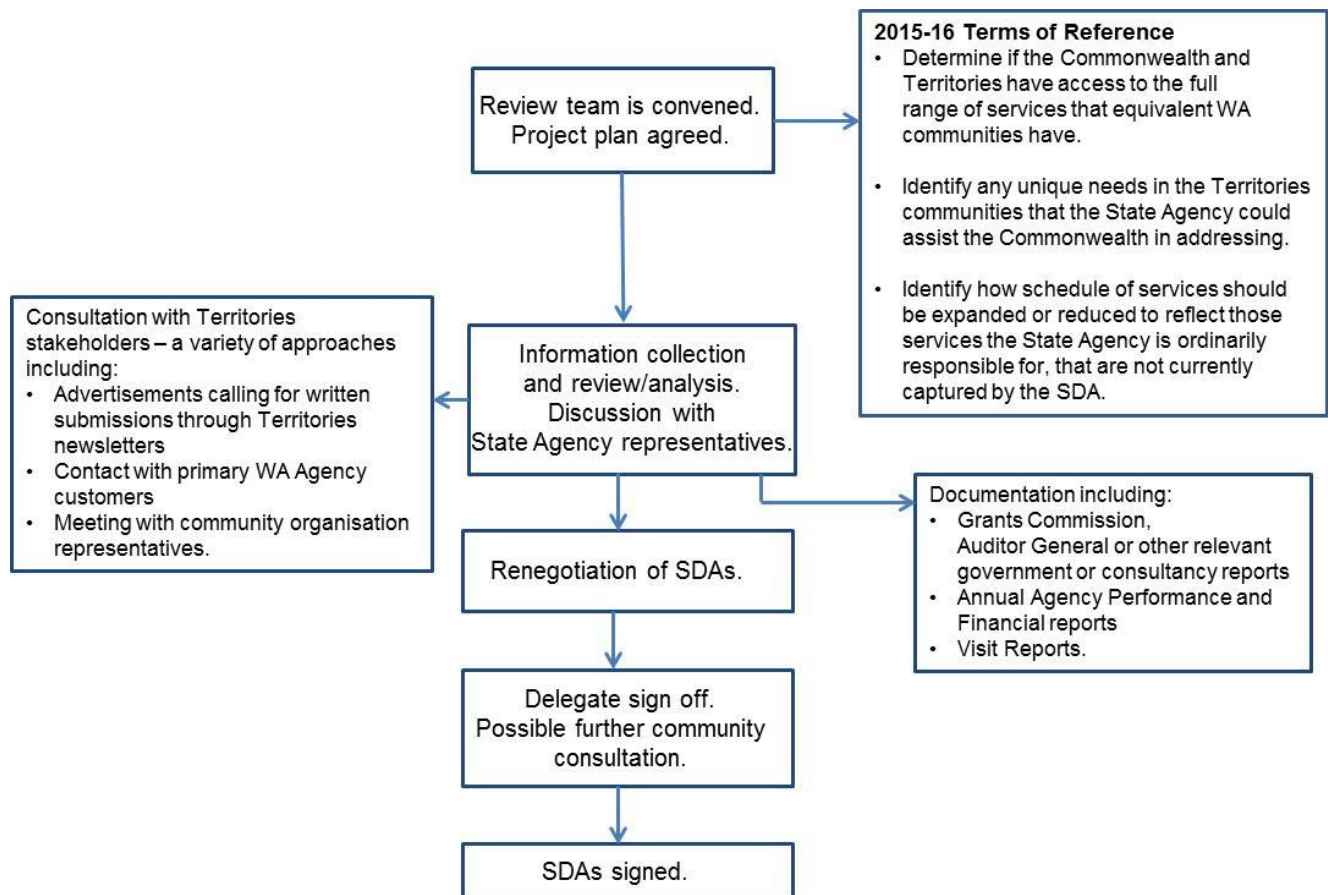 Review team is convened.
Project plan agreed.
2015-16 Terms of Reference
• Determine if the Commonwealth and
Territories have access to the full
range of services that equivalent WA
communities have.
• Identify any unique needs in the Territories
communities that the State Agency could
assist the Commonwealth in addressing.
• Identify how schedule of services should
be expanded or reduced to reflect those
services the State Agency is ordinarily
responsible for, that are not currently
captured by the SDA.
Information collection
and review/analysis.
Discussion with
State Agency representatives.
Consultation with Territories
stakeholders – a variety of approaches
including:
• Advertisements calling for written
submissions through Territories
newsletters
• Contact with primary WA Agency
customers
• Meeting with community organisation
representatives.
Documentation including:
• Grants Commission,
Auditor General or other relevant
government or consultancy reports
• Annual Agency Performance and
Financial reports
• Visit Reports.
Renegotiation of SDAs.
Delegate sign off.
Possible further community
consultation.
SDAs signed.